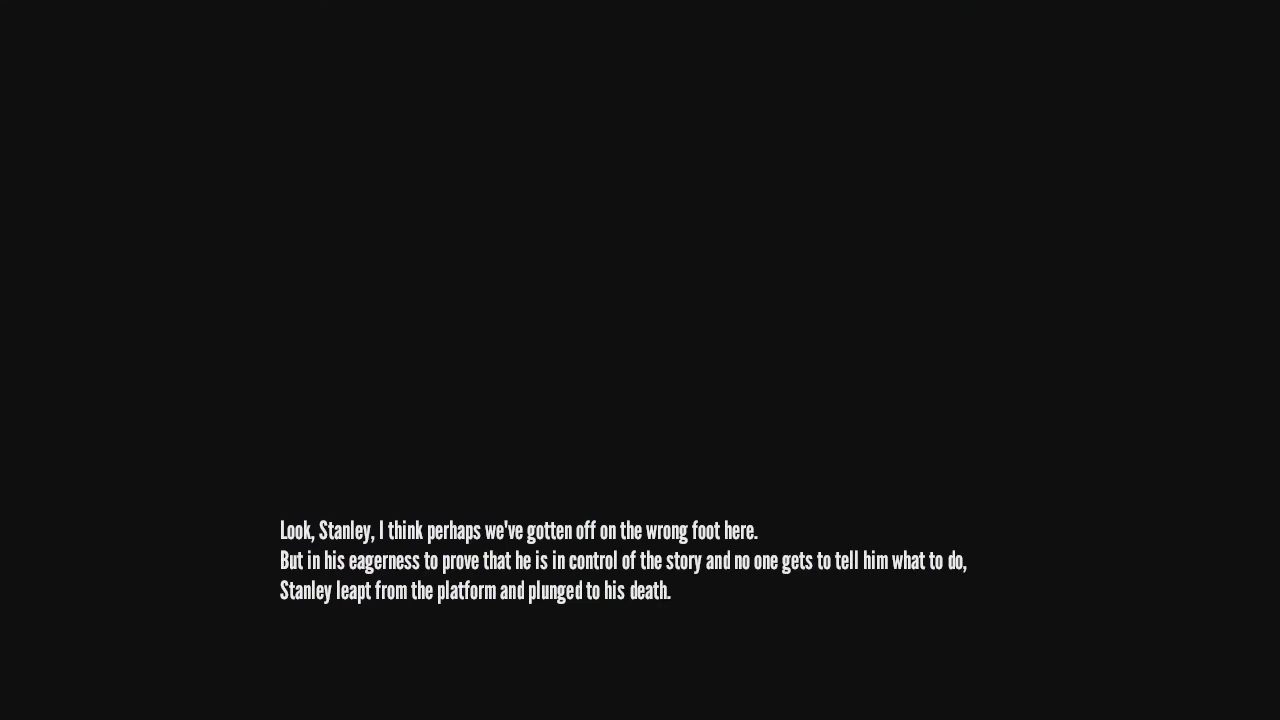 Look, Stanley, I think perhaps we've gotten off on the wrong foot here.
But in his eagerness to prove that he is in control of the story and no one gets to tell him what to do,
Stanley leapt from the platform and plunged to his death.